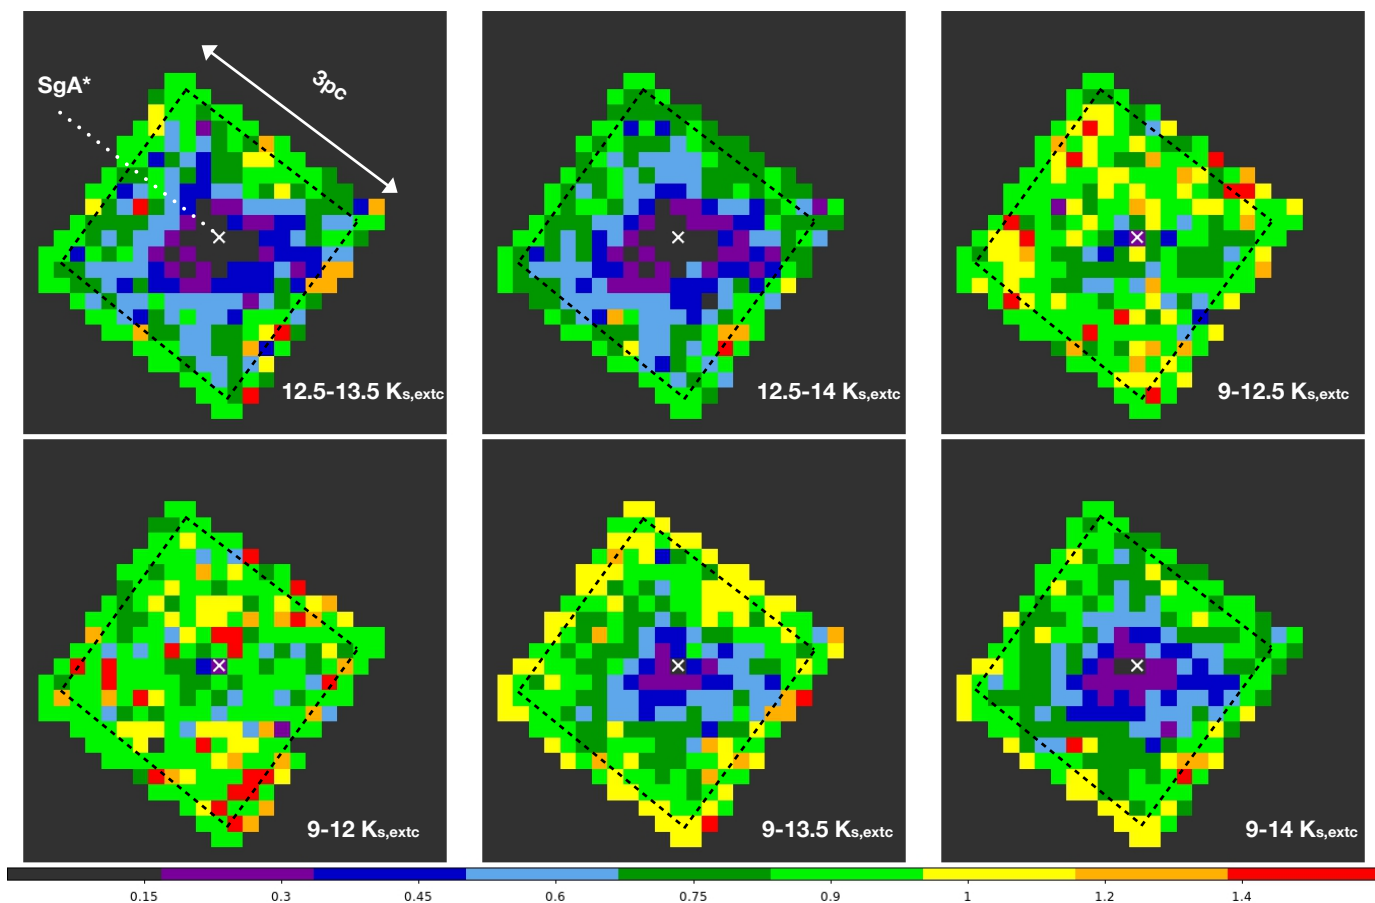 SgA*
3pc
12.5-13.5 Ks,extc
12.5-14 Ks,extc
9-12.5 Ks,extc
9-12 Ks,extc
9-13.5 Ks,extc
9-14 Ks,extc
0.15 0.3 0.45 0.6 0.75 0.9 1 1.2 1.4